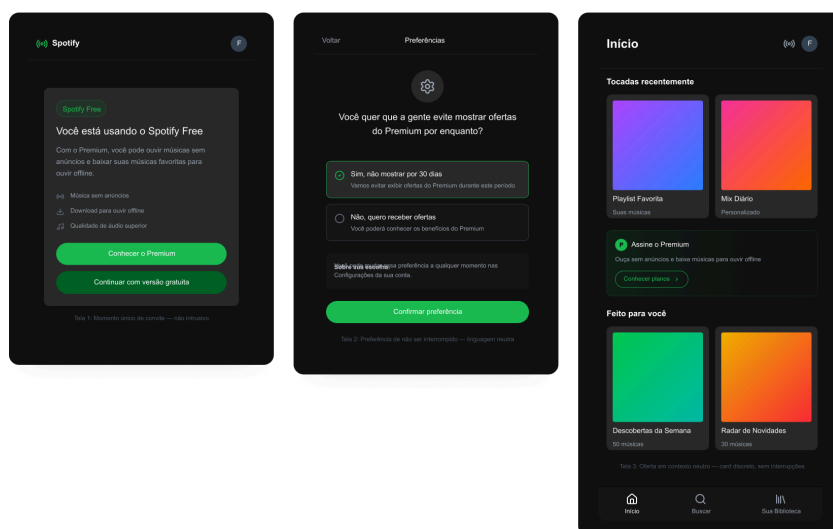 Spotify
F
Spotify Free
Você está usando o Spotify Free
Com o Premium, você pode ouvir músicas sem
anúncios e baixar suas músicas favoritas para
ouvir offline.
Música sem anúncios
Download para ouvir offline
Qualidade de áudio superior
Conhecer o Premium
Continuar com versão gratuita
Tela 1: Momento único de convite — não intrusivo
Voltar
Preferências
Você quer que a gente evite mostrar ofertas
do Premium por enquanto?
Sim, não mostrar por 30 dias
Vamos evitar exibir ofertas do Premium durante este período
Não, quero receber ofertas
Você poderá conhecer os benefícios do Premium
Sobre sua escolha:
preferência a qualquer momento nas
Configurações da sua conta.
Confirmar preferência
Tela 2: Preferência de não ser interrompido — linguagem neutra
Início
F
Tocadas recentemente
Playlist Favorita
Suas músicas
Mix Diário
Personalizado
P
Assine o Premium
Ouça sem anúncios e baixe músicas para ouvir offline
Conhecer planos
Feito para você
Descobertas da Semana
50 músicas
Radar de Novidades
30 músicas
Tela 3: Oferta em contexto neutro — card discreto, sem interrupções
Início
Buscar
Sua Biblioteca